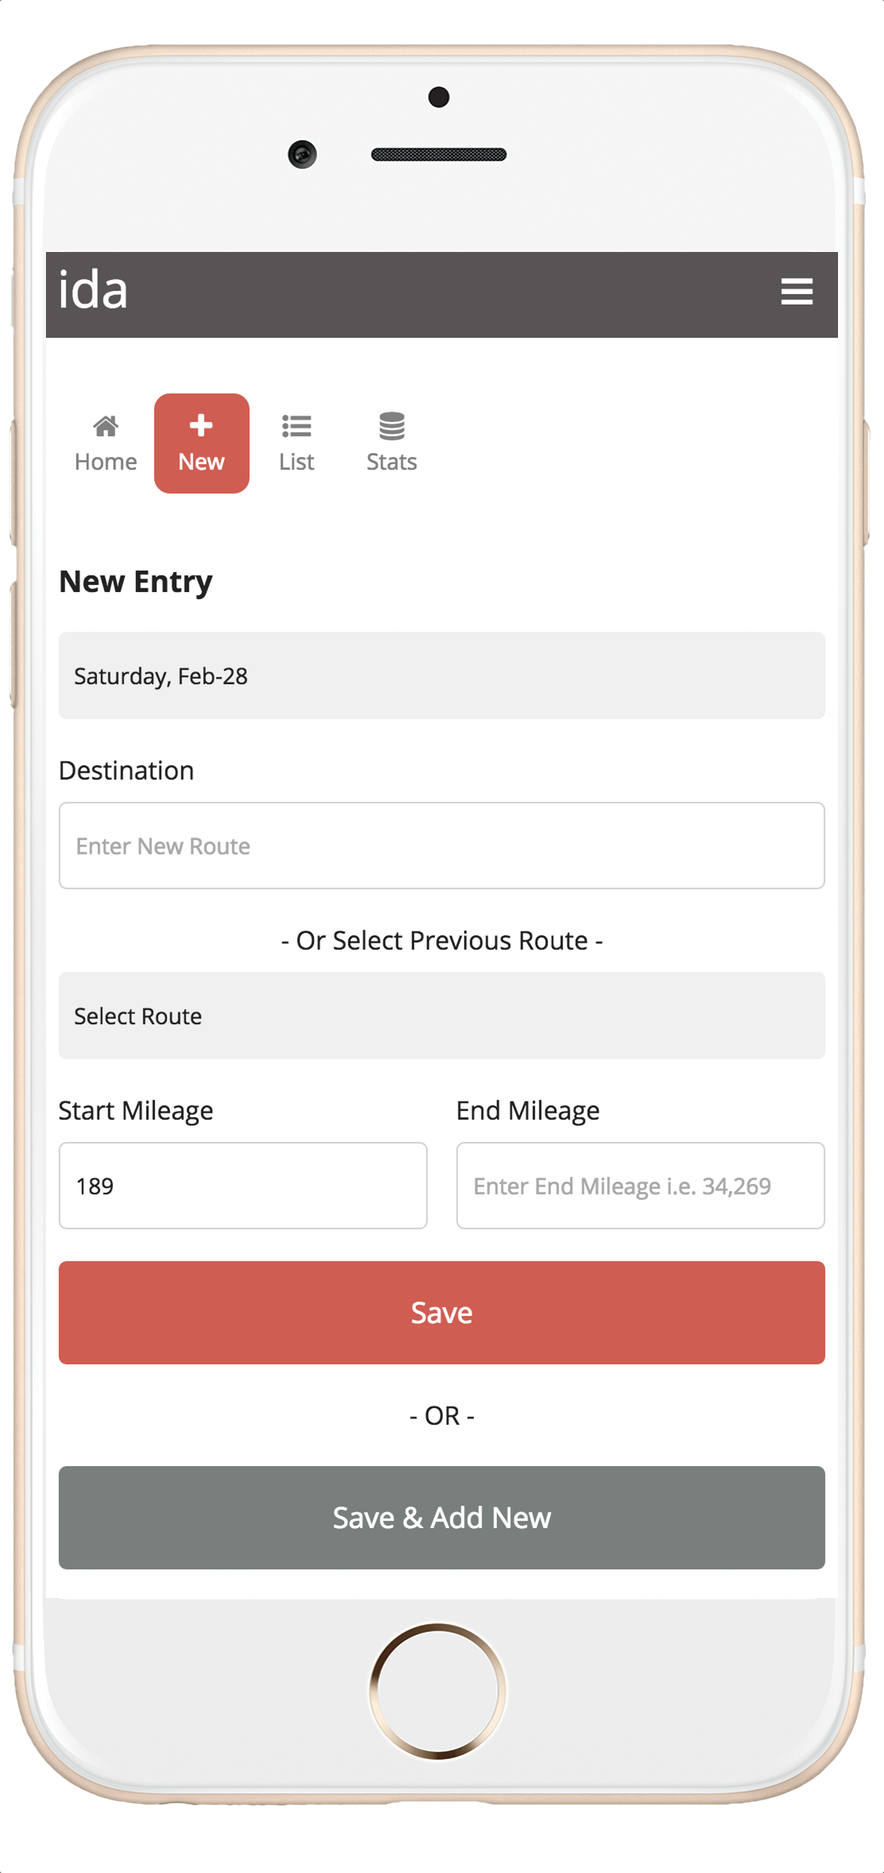 ida
Home New List Stats
New Entry
Saturday, Feb-28
Destination
Enter New Route
- Or Select Previous Route -
Select Route
Start Mileage End Mileage
189 Enter End Mileage i.e. 34,269
Save
- OR -
Save & Add New